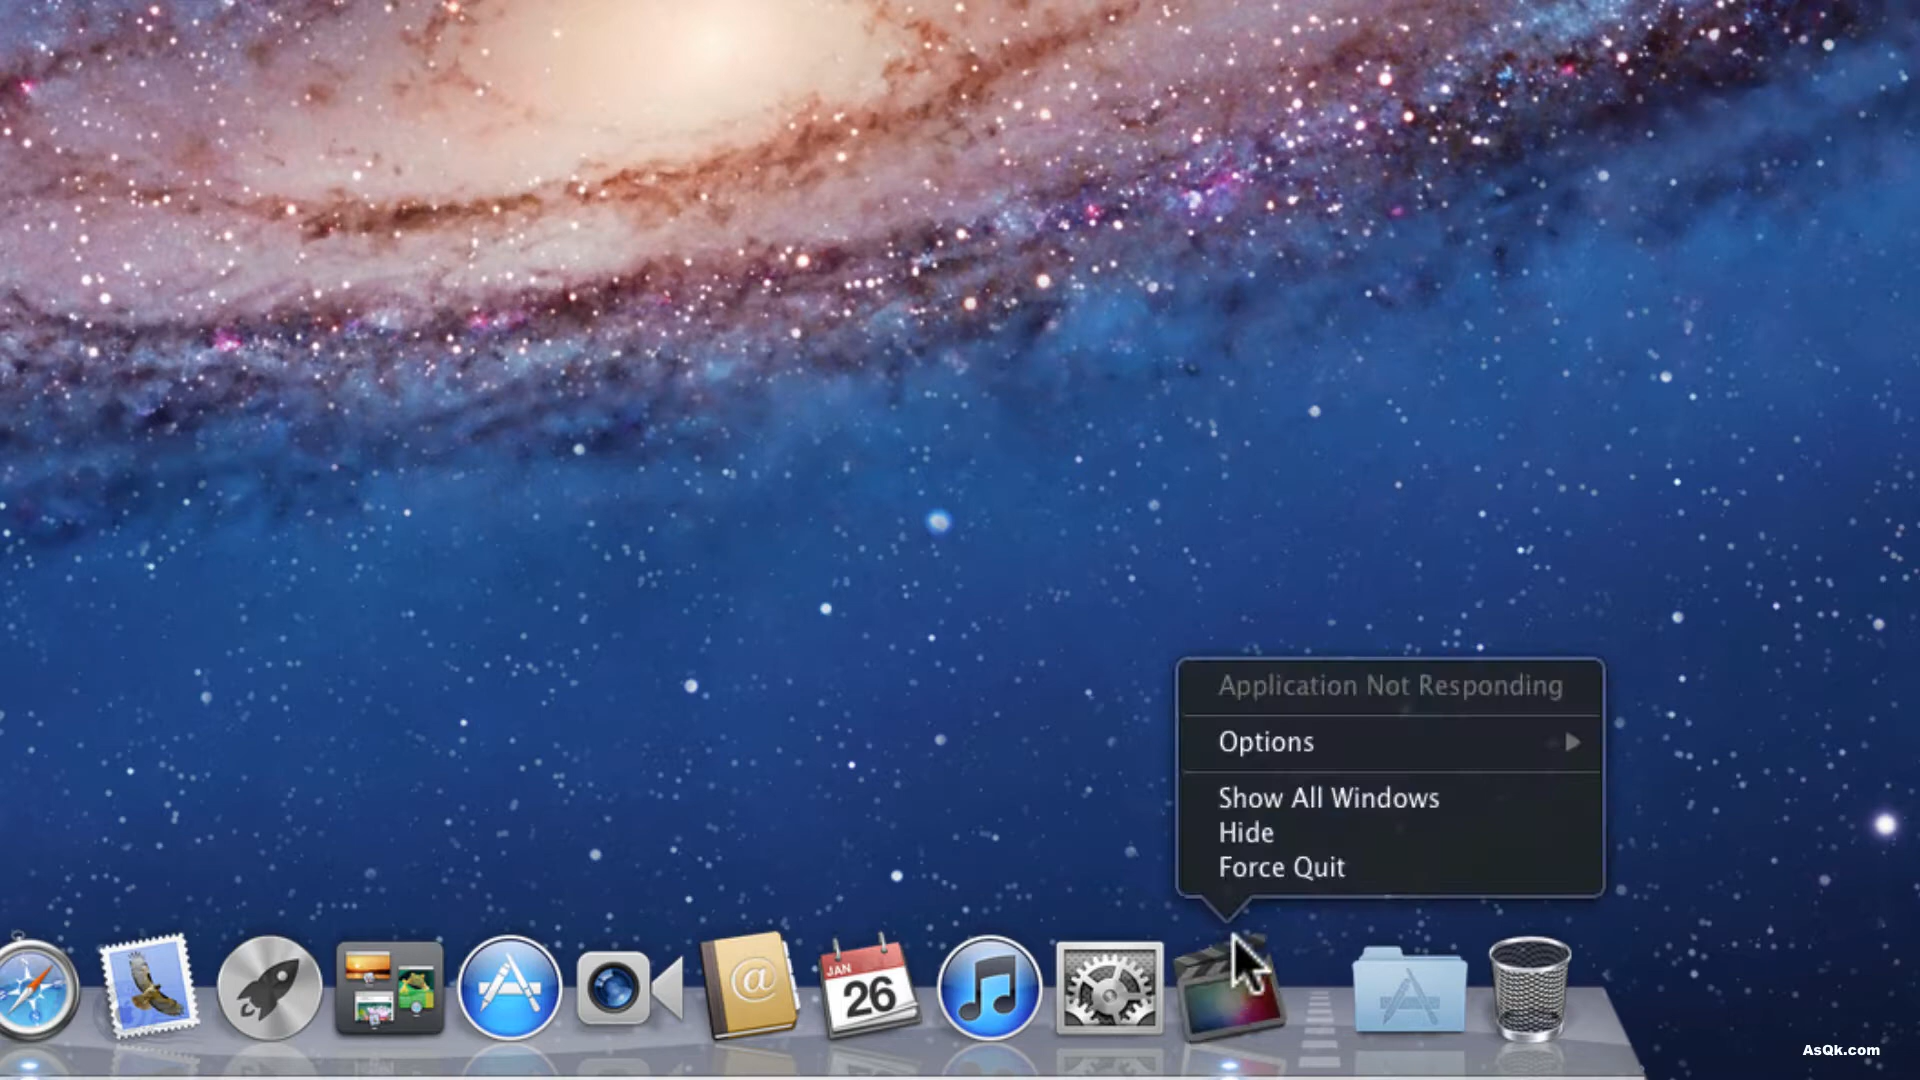 Application Not Responding
Options
Show All Windows
Hide
Force Quit
@
JAN
26
AsQk.com